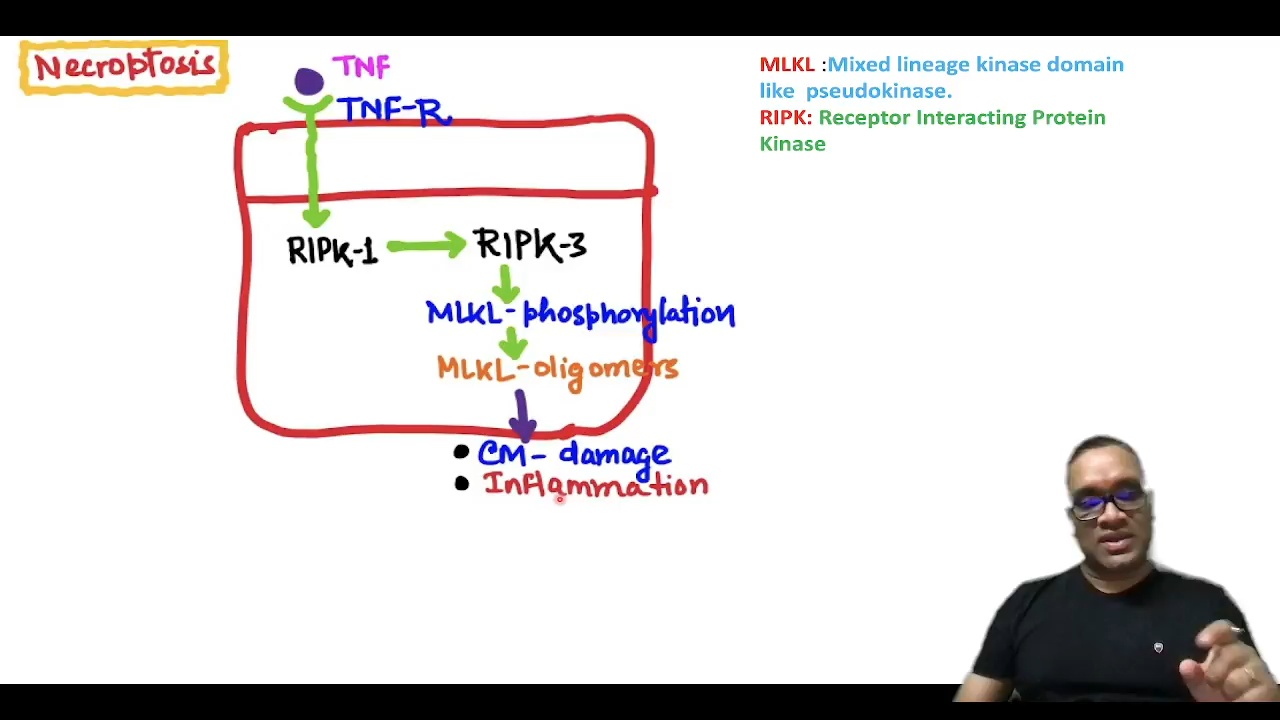 Necroptosis
TNF
TNF-R
MLKL :Mixed lineage kinase domain
like pseudokinase.
RIPK: Receptor Interacting Protein
Kinase
RIPK-1
RIPK-3
MLKL-phosphorylation
MLKL-oligomers
• CM- damage
• Inflammation